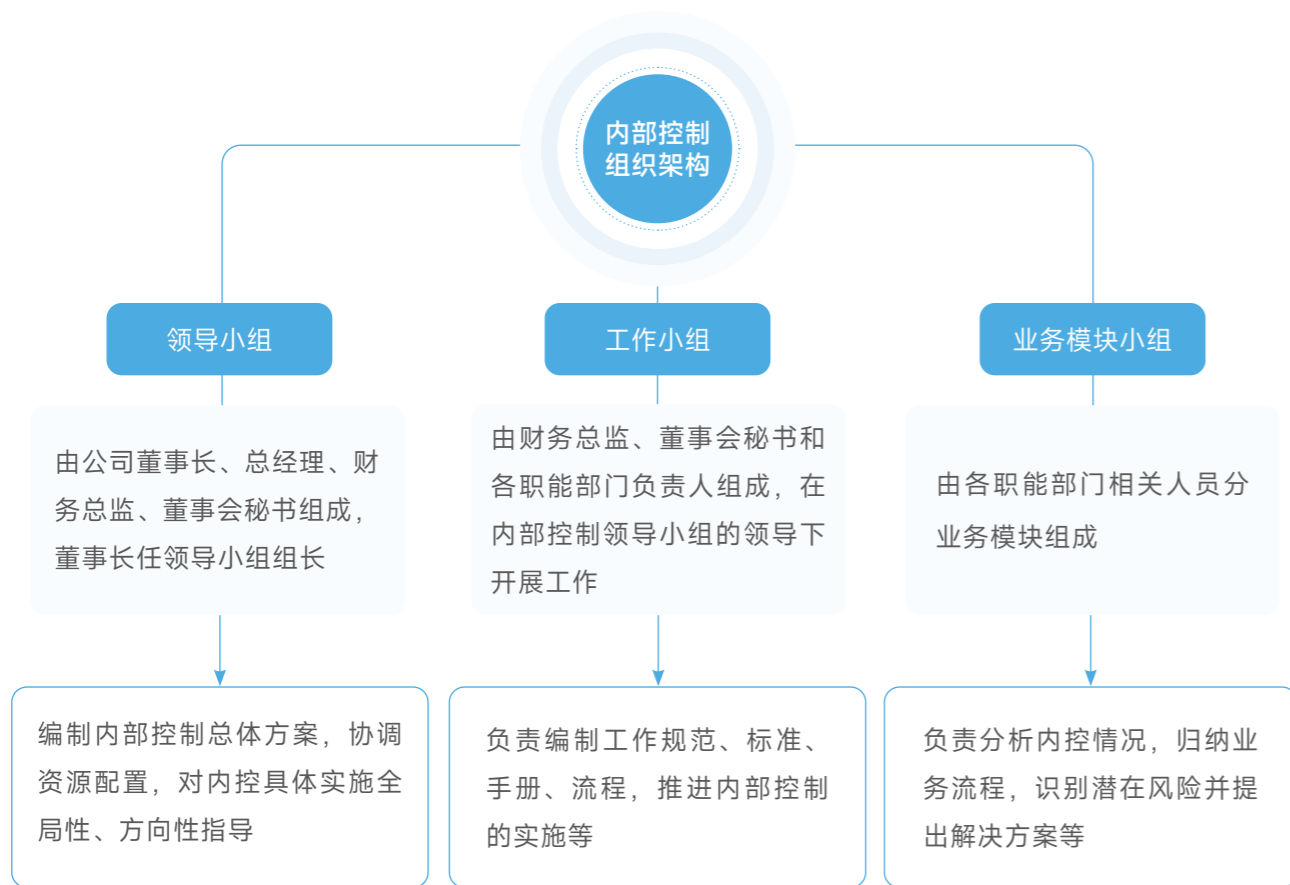 内部控制
组织架构
领导小组
工作小组
业务模块小组
由公司董事长、总经理、财
务总监、董事会秘书组成，
董事长任领导小组组长
由财务总监、董事会秘书和
各职能部门负责人组成，在
内部控制领导小组的领导下
开展工作
由各职能部门相关人员分
业务模块组成
编制内部控制总体方案，协调
资源配置，对内控具体实施全
局性、方向性指导
负责编制工作规范、标准、
手册、流程，推进内部控制
的实施等
负责分析内控情况，归纳业
务流程，识别潜在风险并提
出解决方案等